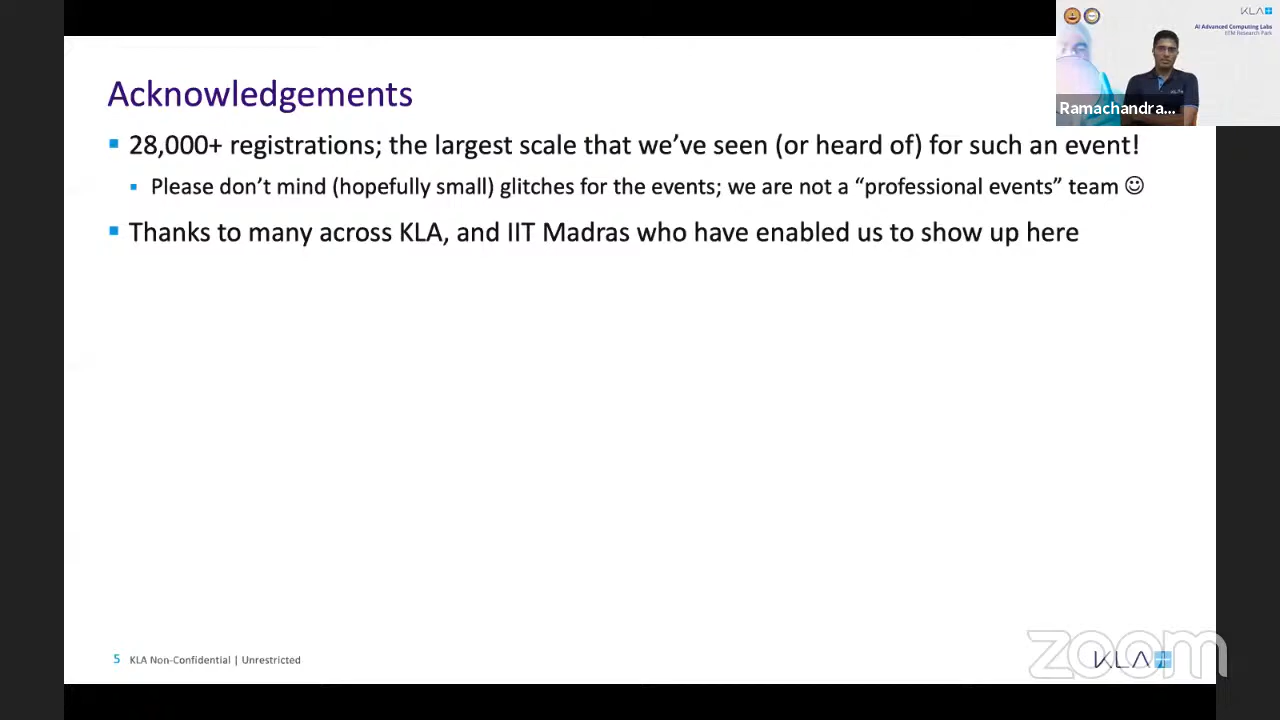 KLA
AI Advanced Computing Labs
IITM Research Park
Ramachandra...
Acknowledgements
28,000+ registrations; the largest scale that we’ve seen (or heard of) for such an event!
Please don’t mind (hopefully small) glitches for the events; we are not a “professional events” team ☺
Thanks to many across KLA, and IIT Madras who have enabled us to show up here
5 KLA Non-Confidential | Unrestricted
zoom
KLA